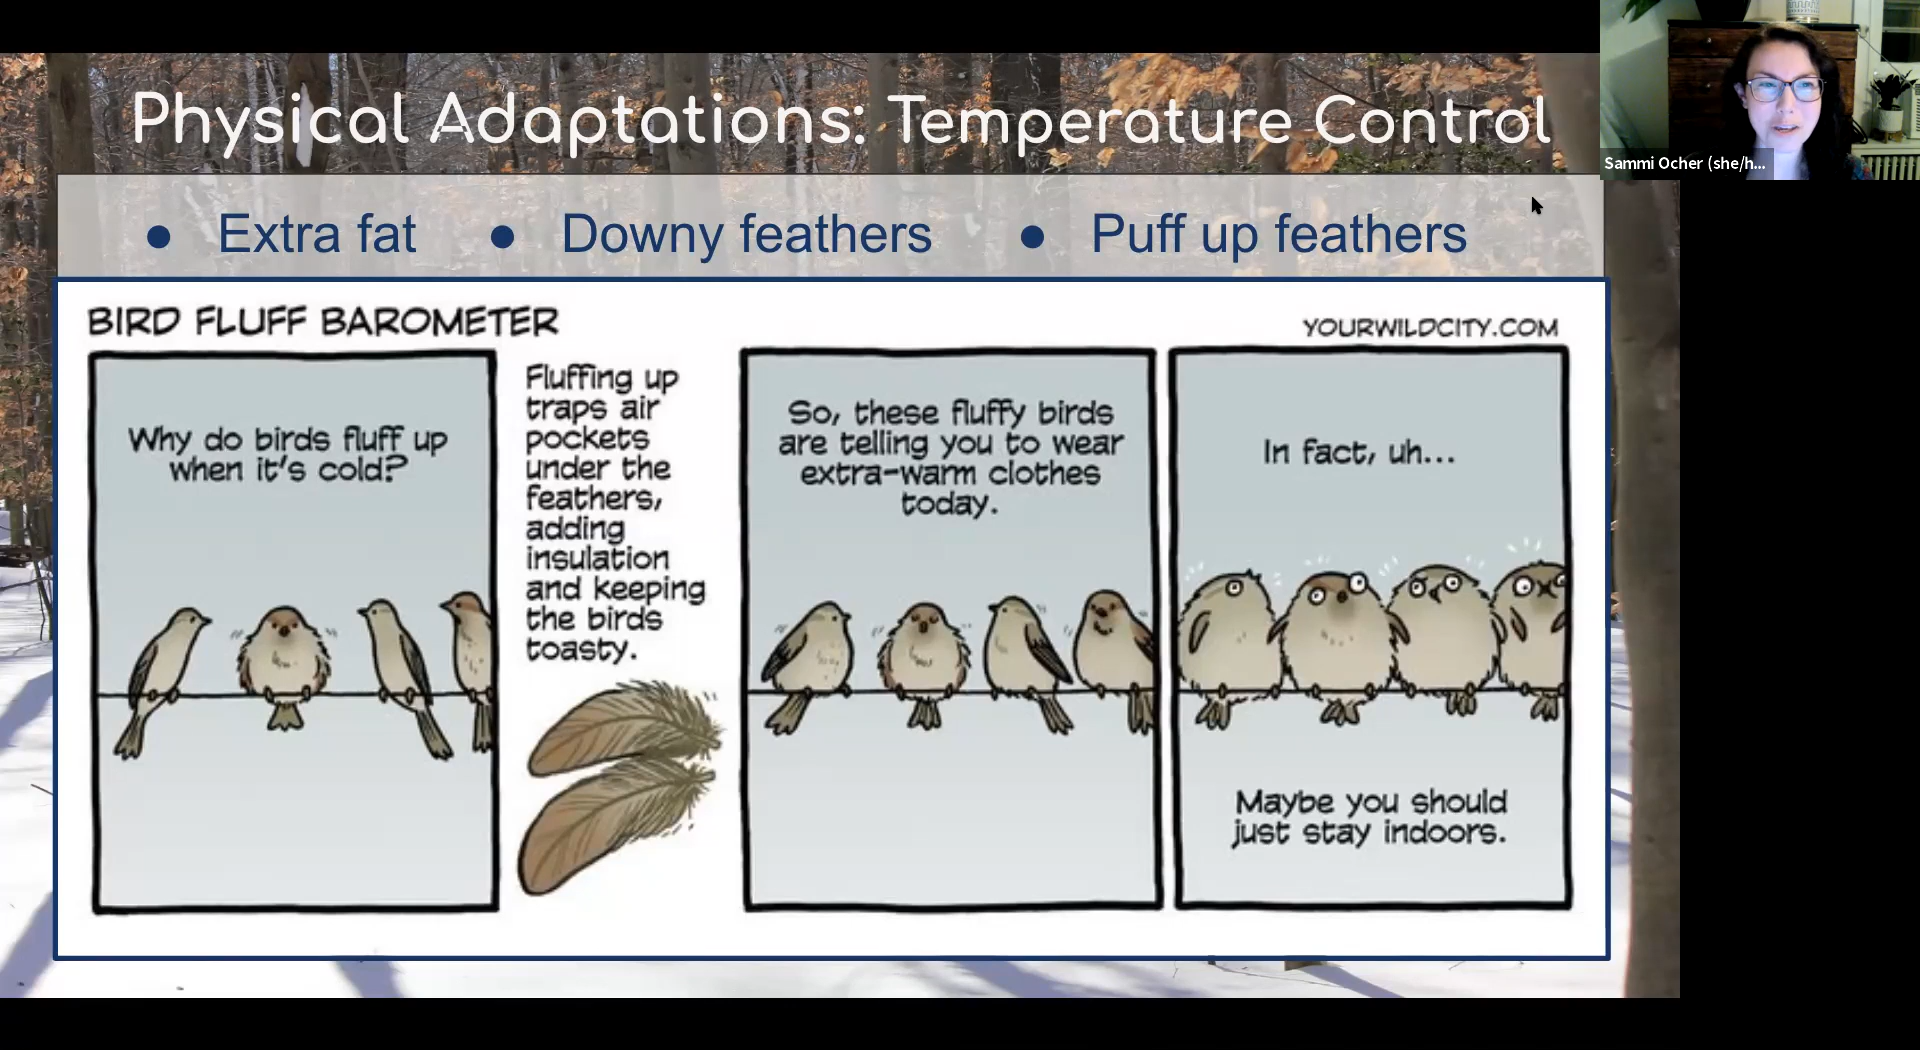 Physical Adaptations: Temperature Control
Sammi Ocher (she/h...
● Extra fat ● Downy feathers ● Puff up feathers
BIRD FLUFF BAROMETER
YOURWILDCITY.COM
Why do birds fluff up
when it's cold?
Fluffing up
traps air
pockets
under the
feathers,
adding
insulation
and keeping
the birds
toasty.
So, these fluffy birds
are telling you to wear
extra-warm clothes
today.
In fact, uh...
Maybe you should
just stay indoors.